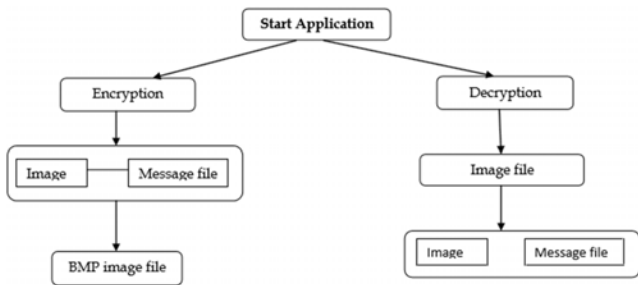 Start Application
Encryption
Decryption
Image
Message file
Image file
BMP image file
Image
Message file